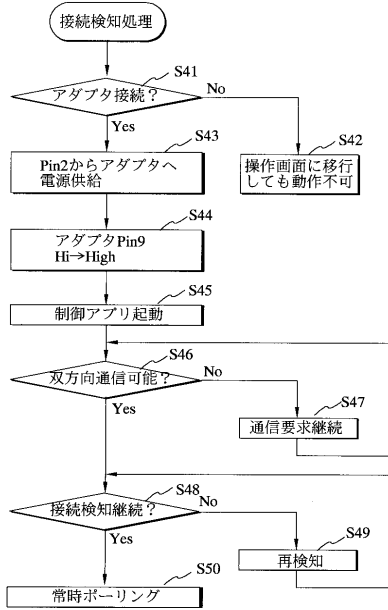 接続検知処理
S41
アダプタ接続？
No
Yes
S43
S42
Pin2からアダプタへ
電源供給
操作画面に移行
しても動作不可
S44
アダプタPin9
Hi→High
S45
制御アプリ起動
S46
双方向通信可能？
No
Yes
S47
通信要求継続
S48
接続検知継続？
No
Yes
S49
再検知
S50
常時ポーリング